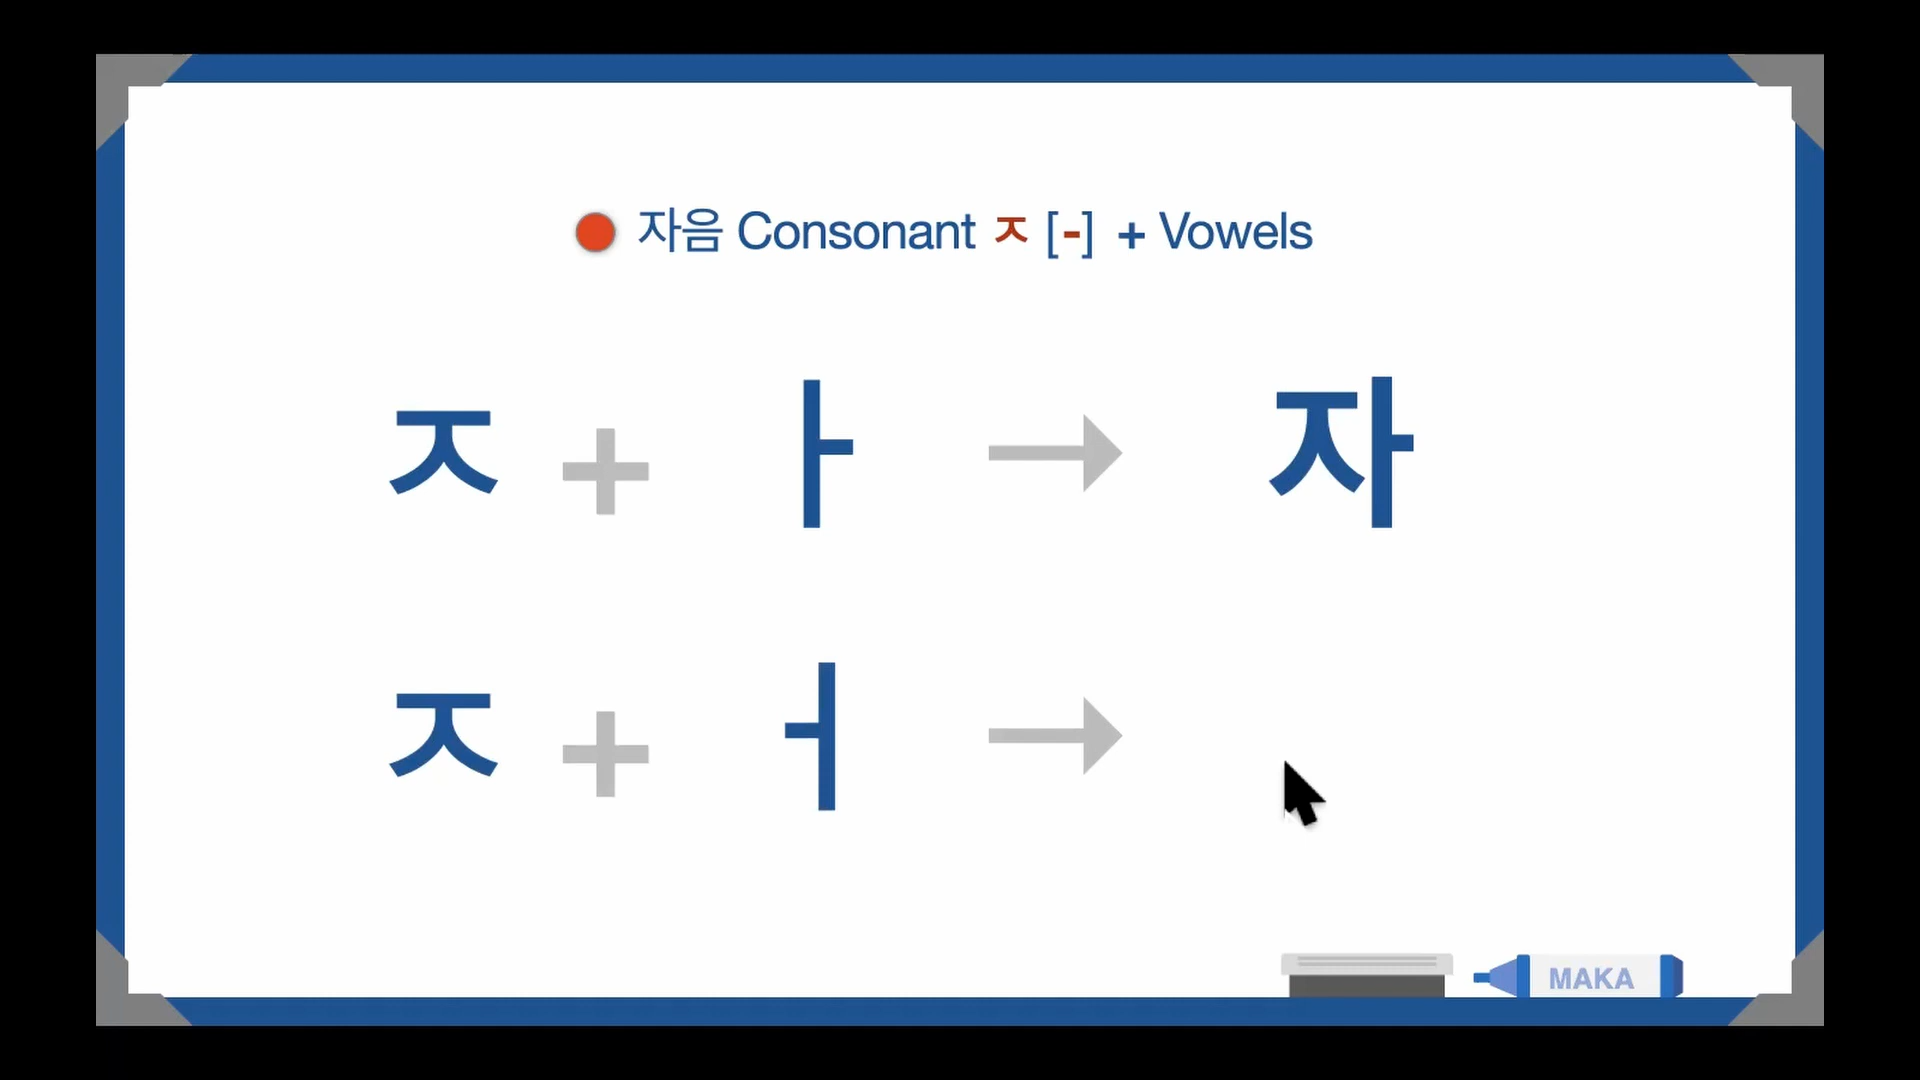 자음 Consonant ㅈ [-] + Vowels
ㅈ + ㅏ → 자
ㅈ + ㅓ →
MAKA